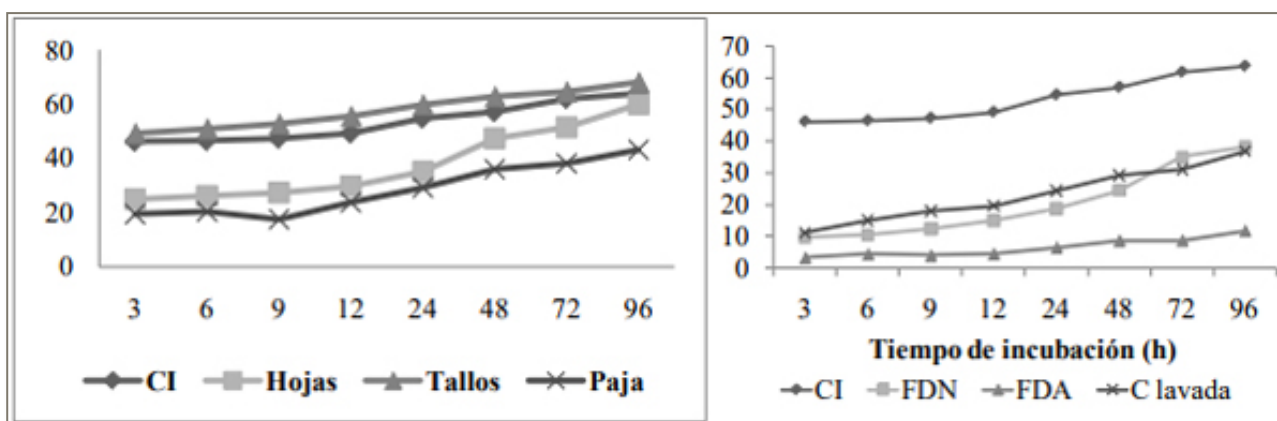 80
60
40
20
0
3 6 9 12 24 48 72 96
CI Hojas Tallos Paja
70
60
50
40
30
20
10
0
3 6 9 12 24 48 72 96
Tiempo de incubación (h)
CI FDN FDA C lavada